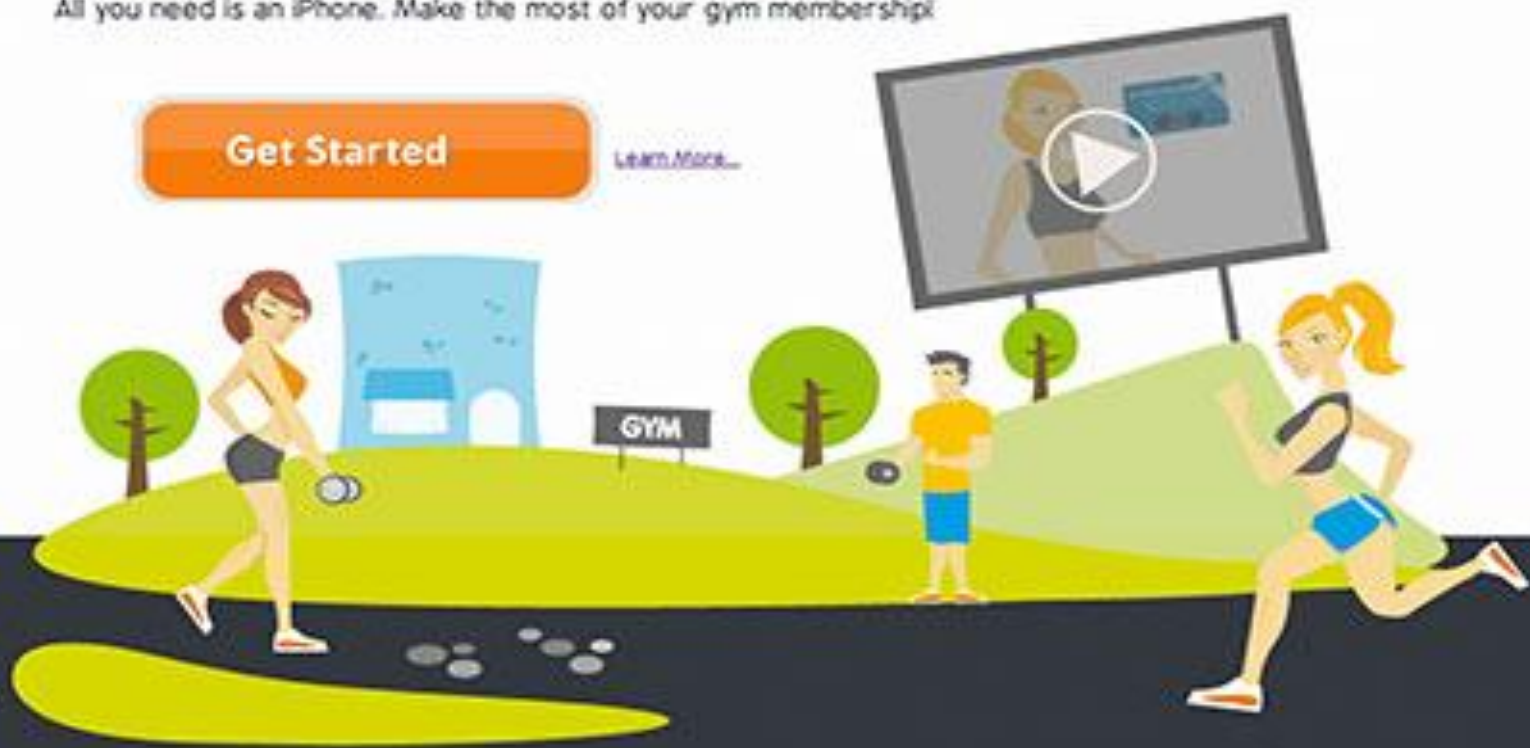 All you need is an iPhone. Make the most of your gym membership!
Get Started
Learn More...
GYM